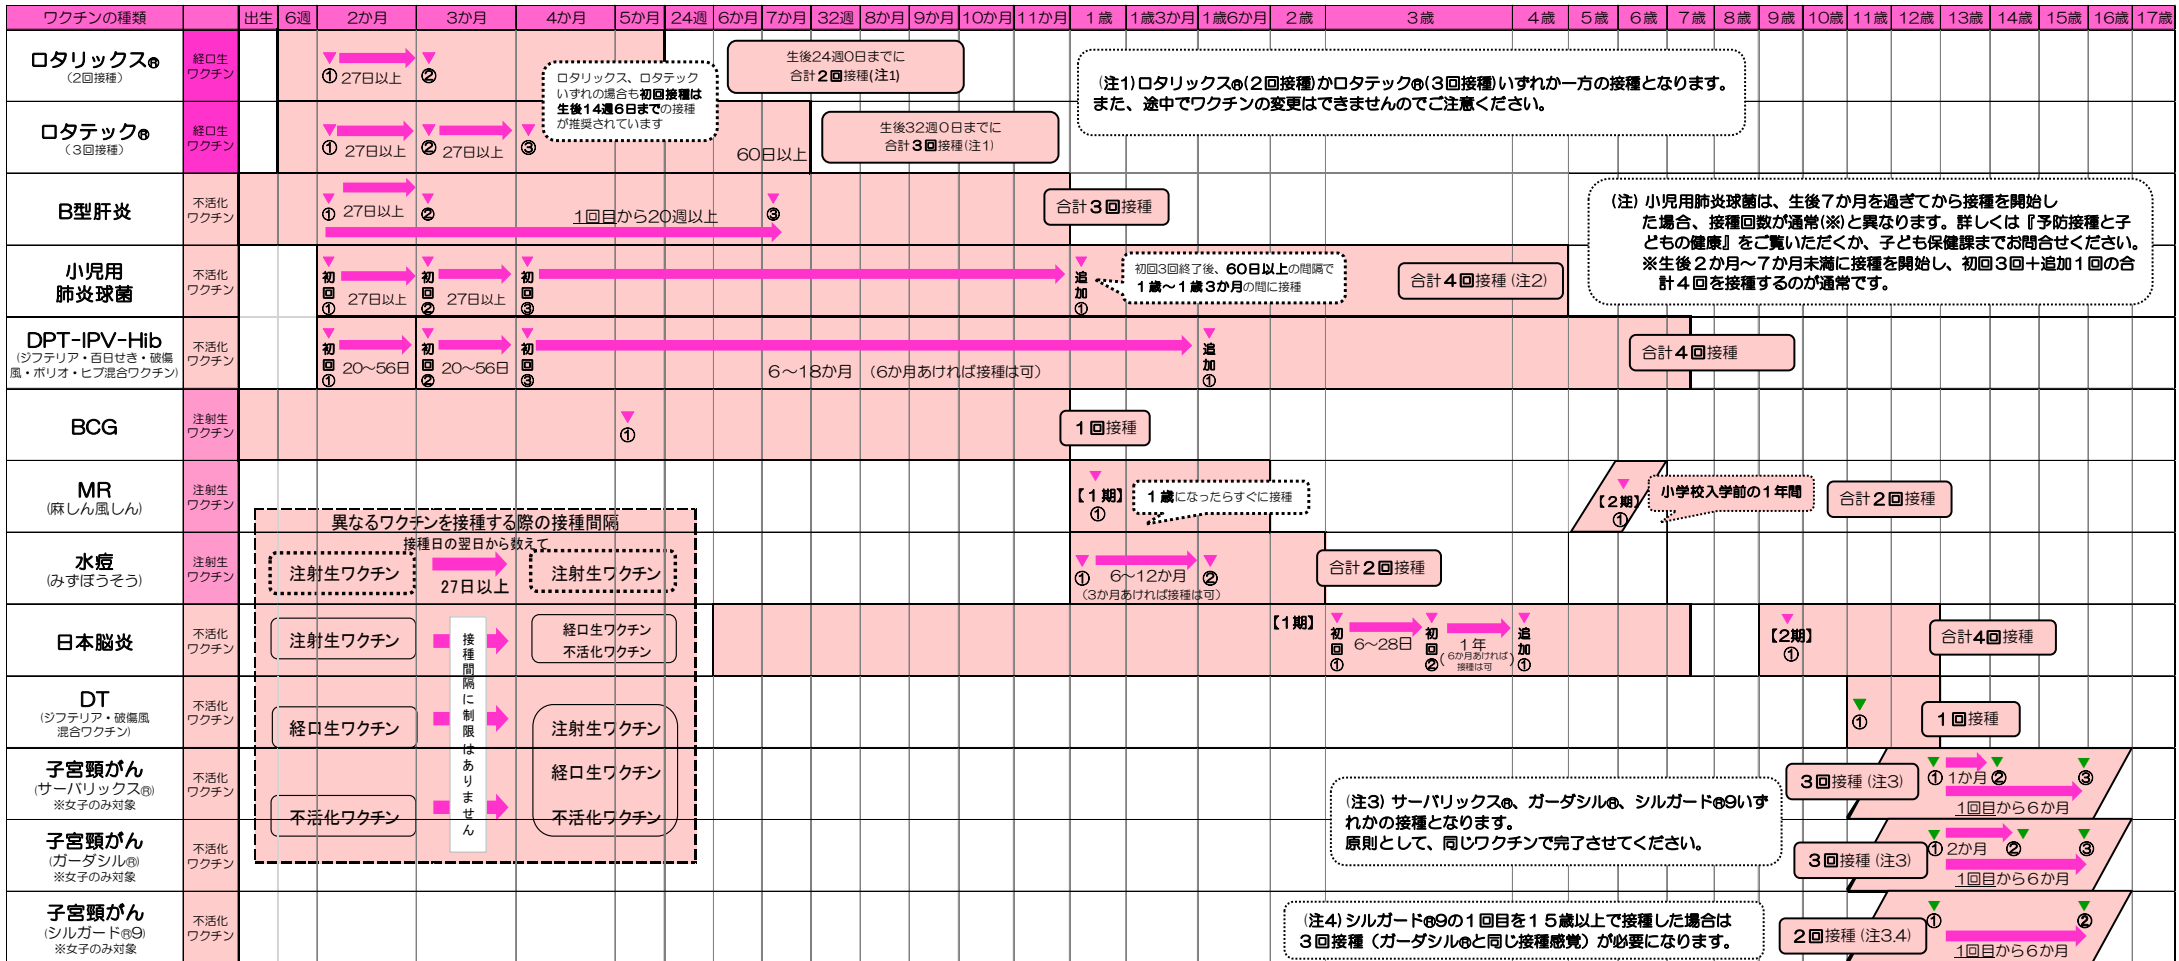 ワクチンの種類 出生 6週 2か月 3か月 4か月 5か月 24週 6か月 7か月 32週 8か月 9か月 10か月 11か月 1歳 1歳3か月 1歳6か月 2歳 3歳 4歳 5歳 6歳 7歳 8歳 9歳 10歳 11歳 12歳 13歳 14歳 15歳 16歳 17歳
ロタリックス®
(2回接種)
経口生
ワクチン
① 27日以上 ②
ロタリックス、ロタテック
いずれの場合も初回接種は
生後14週6日までの接種
が推奨されています
生後24週0日までに
合計2回接種(注1)
(注1)ロタリックス®(2回接種)かロタテック®(3回接種)いずれか一方の接種となります。
また、途中でワクチンの変更はできませんのでご注意ください。
ロタテック®
(3回接種)
経口生
ワクチン
① 27日以上 ② 27日以上 ③
60日以上
生後32週0日までに
合計3回接種(注1)
B型肝炎
不活化
ワクチン
① 27日以上 ② 1回目から20週以上 ③
合計3回接種
(注) 小児用肺炎球菌は、生後7か月を過ぎてから接種を開始し
た場合、接種回数が通常(※)と異なります。詳しくは『予防接種と子
どもの健康』をご覧いただくか、子ども保健課までお問合せください。
※生後2か月〜7か月未満に接種を開始し、初回3回+追加1回の合
計4回を接種するのが通常です。
小児用
肺炎球菌
不活化
ワクチン
初回① 27日以上 初回② 27日以上 初回③ 追加①
初回3回終了後、60日以上の間隔で
1歳〜1歳3か月の間に接種
合計4回接種(注2)
DPT-IPV-Hib
(ジフテリア・百日せき・破傷
風・ポリオ・ヒブ混合ワクチン)
不活化
ワクチン
初回① 20〜56日 初回② 20〜56日 初回③ 6〜18か月 (6か月あければ接種は可) 追加①
合計4回接種
BCG
注射生
ワクチン
①
1回接種
MR
(麻しん風しん)
注射生
ワクチン
【1期】
①
1歳になったらすぐに接種
【2期】
①
小学校入学前の1年間
合計2回接種
水痘
(みずぼうそう)
注射生
ワクチン
① 6〜12か月 ②
(3か月あければ接種は可)
合計2回接種
日本脳炎
不活化
ワクチン
【1期】
初回① 6〜28日 初回② 1年 追加①
(6か月あければ
接種は可)
【2期】
①
合計4回接種
DT
(ジフテリア・破傷風
混合ワクチン)
不活化
ワクチン
①
1回接種
子宮頸がん
(サーバリックス®)
※女子のみ対象
不活化
ワクチン
3回接種(注3)
① 1か月 ② ③
1回目から6か月
子宮頸がん
(ガーダシル®)
※女子のみ対象
不活化
ワクチン
3回接種(注3)
① 2か月 ② ③
1回目から6か月
(注3) サーバリックス®、ガーダシル®、シルガード®9いず
れかの接種となります。
原則として、同じワクチンで完了させてください。
子宮頸がん
(シルガード®9)
※女子のみ対象
不活化
ワクチン
2回接種(注3,4)
① ②
1回目から6か月
(注4)シルガード®9の1回目を15歳以上で接種した場合は
3回接種(ガーダシル®と同じ接種感覚)が必要になります。
異なるワクチンを接種する際の接種間隔
接種日の翌日から数えて
注射生ワクチン 27日以上 注射生ワクチン
注射生ワクチン
経口生ワクチン
不活化ワクチン
接種間隔に制限はありません
経口生ワクチン
不活化ワクチン
注射生ワクチン
経口生ワクチン
不活化ワクチン